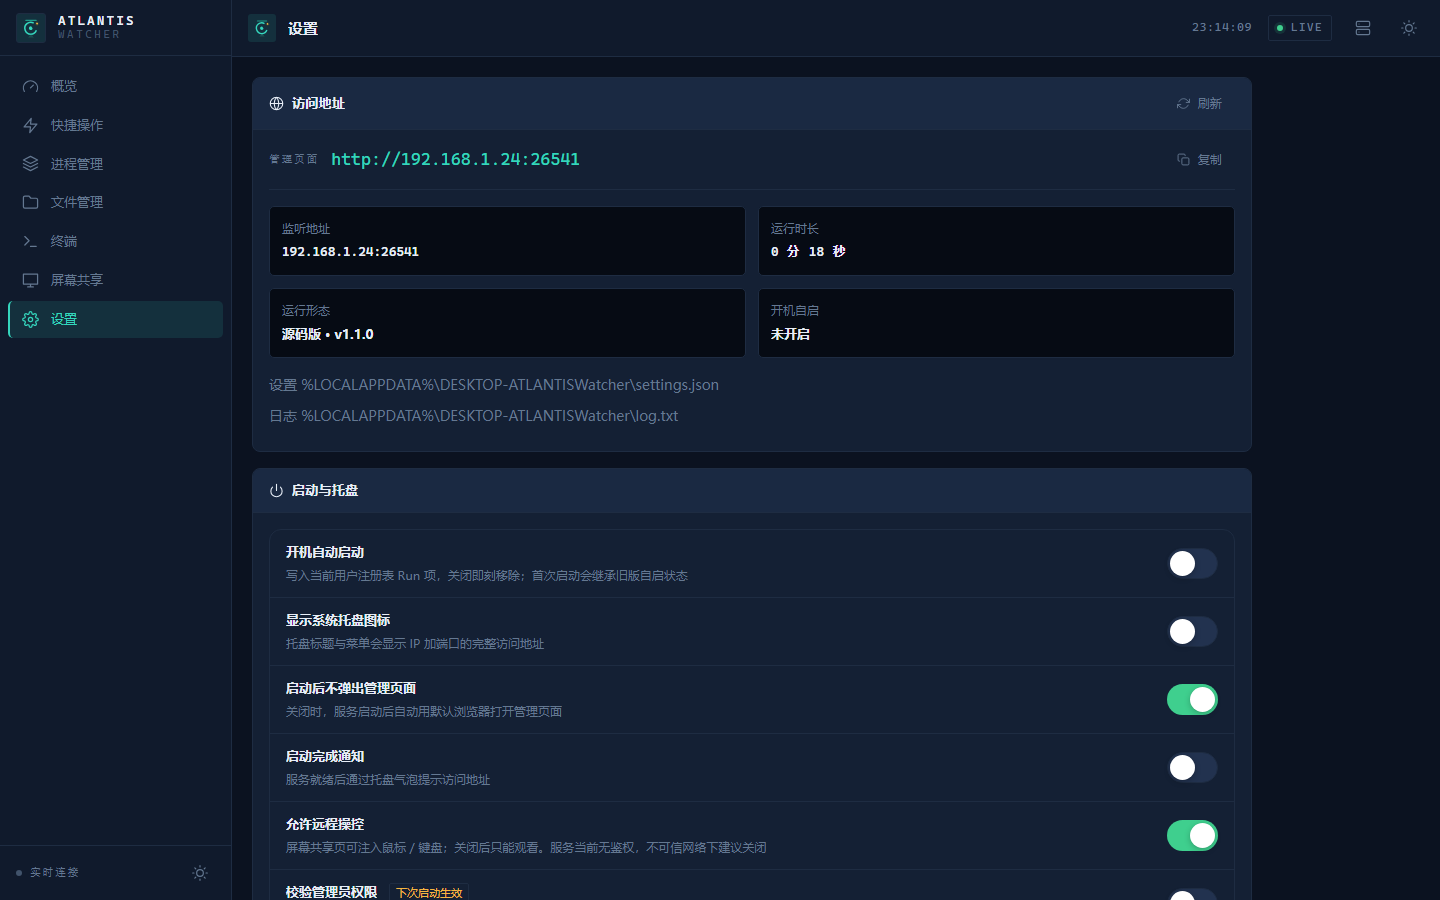 ATLANTIS
WATCHER
设置
23:14:09
LIVE
概览
快捷操作
进程管理
文件管理
终端
屏幕共享
设置
实时连接
访问地址
刷新
管理页面 http://192.168.1.24:26541
复制
监听地址
192.168.1.24:26541
运行时长
0 分 18 秒
运行形态
源码版 • v1.1.0
开机自启
未开启
设置 %LOCALAPPDATA%\DESKTOP-ATLANTISWatcher\settings.json
日志 %LOCALAPPDATA%\DESKTOP-ATLANTISWatcher\log.txt
启动与托盘
开机自动启动
写入当前用户注册表 Run 项，关闭即刻移除；首次启动会继承旧版自启状态
显示系统托盘图标
托盘标题与菜单会显示 IP 加端口的完整访问地址
启动后不弹出管理页面
关闭时，服务启动后自动用默认浏览器打开管理页面
启动完成通知
服务就绪后通过托盘气泡提示访问地址
允许远程操控
屏幕共享页可注入鼠标 / 键盘；关闭后只能观看。服务当前无鉴权，不可信网络下建议关闭
校验管理员权限 下次启动生效